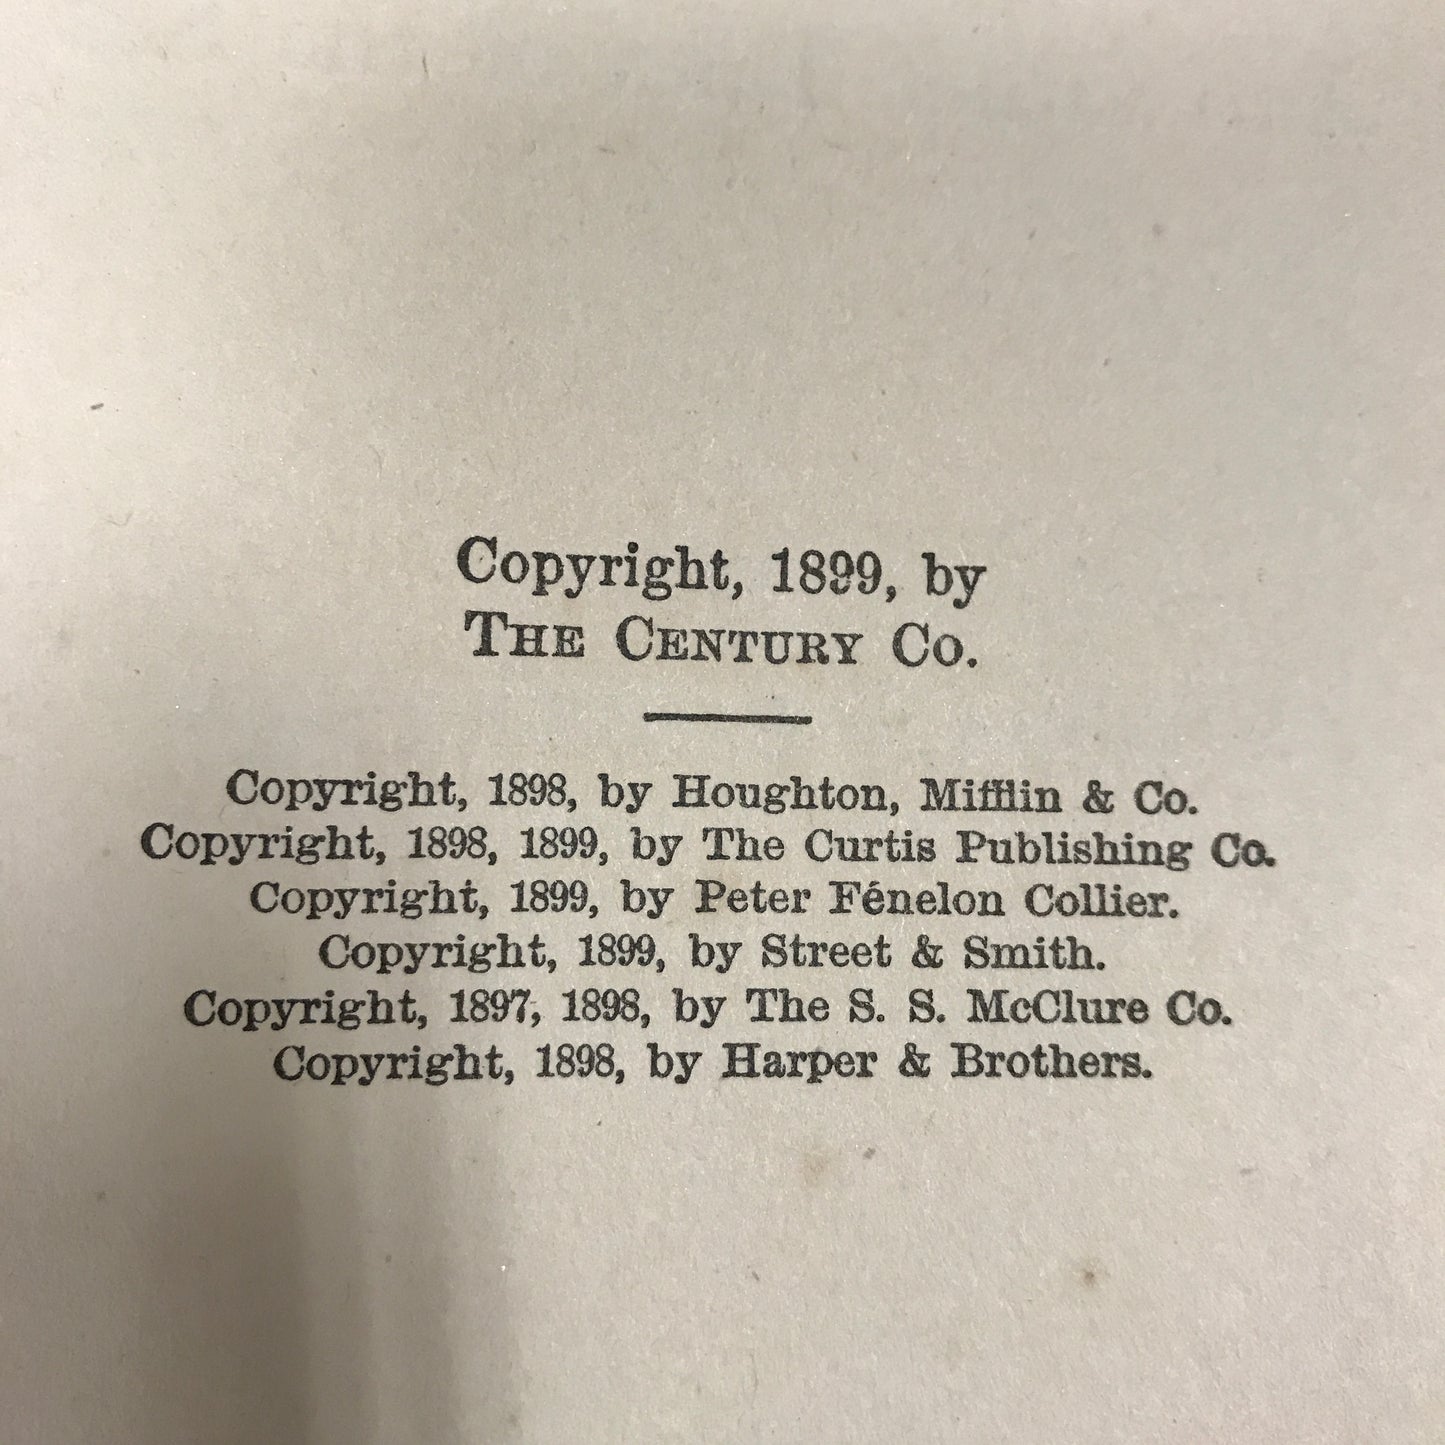 Copyright, 1899, by
THE CENTURY CO.
Copyright, 1898, by Houghton, Mifflin & Co.
Copyright, 1898, 1899, by The Curtis Publishing Co.
Copyright, 1899, by Peter Fénelon Collier.
Copyright, 1899, by Street & Smith.
Copyright, 1897, 1898, by The S. S. McClure Co.
Copyright, 1898, by Harper & Brothers.